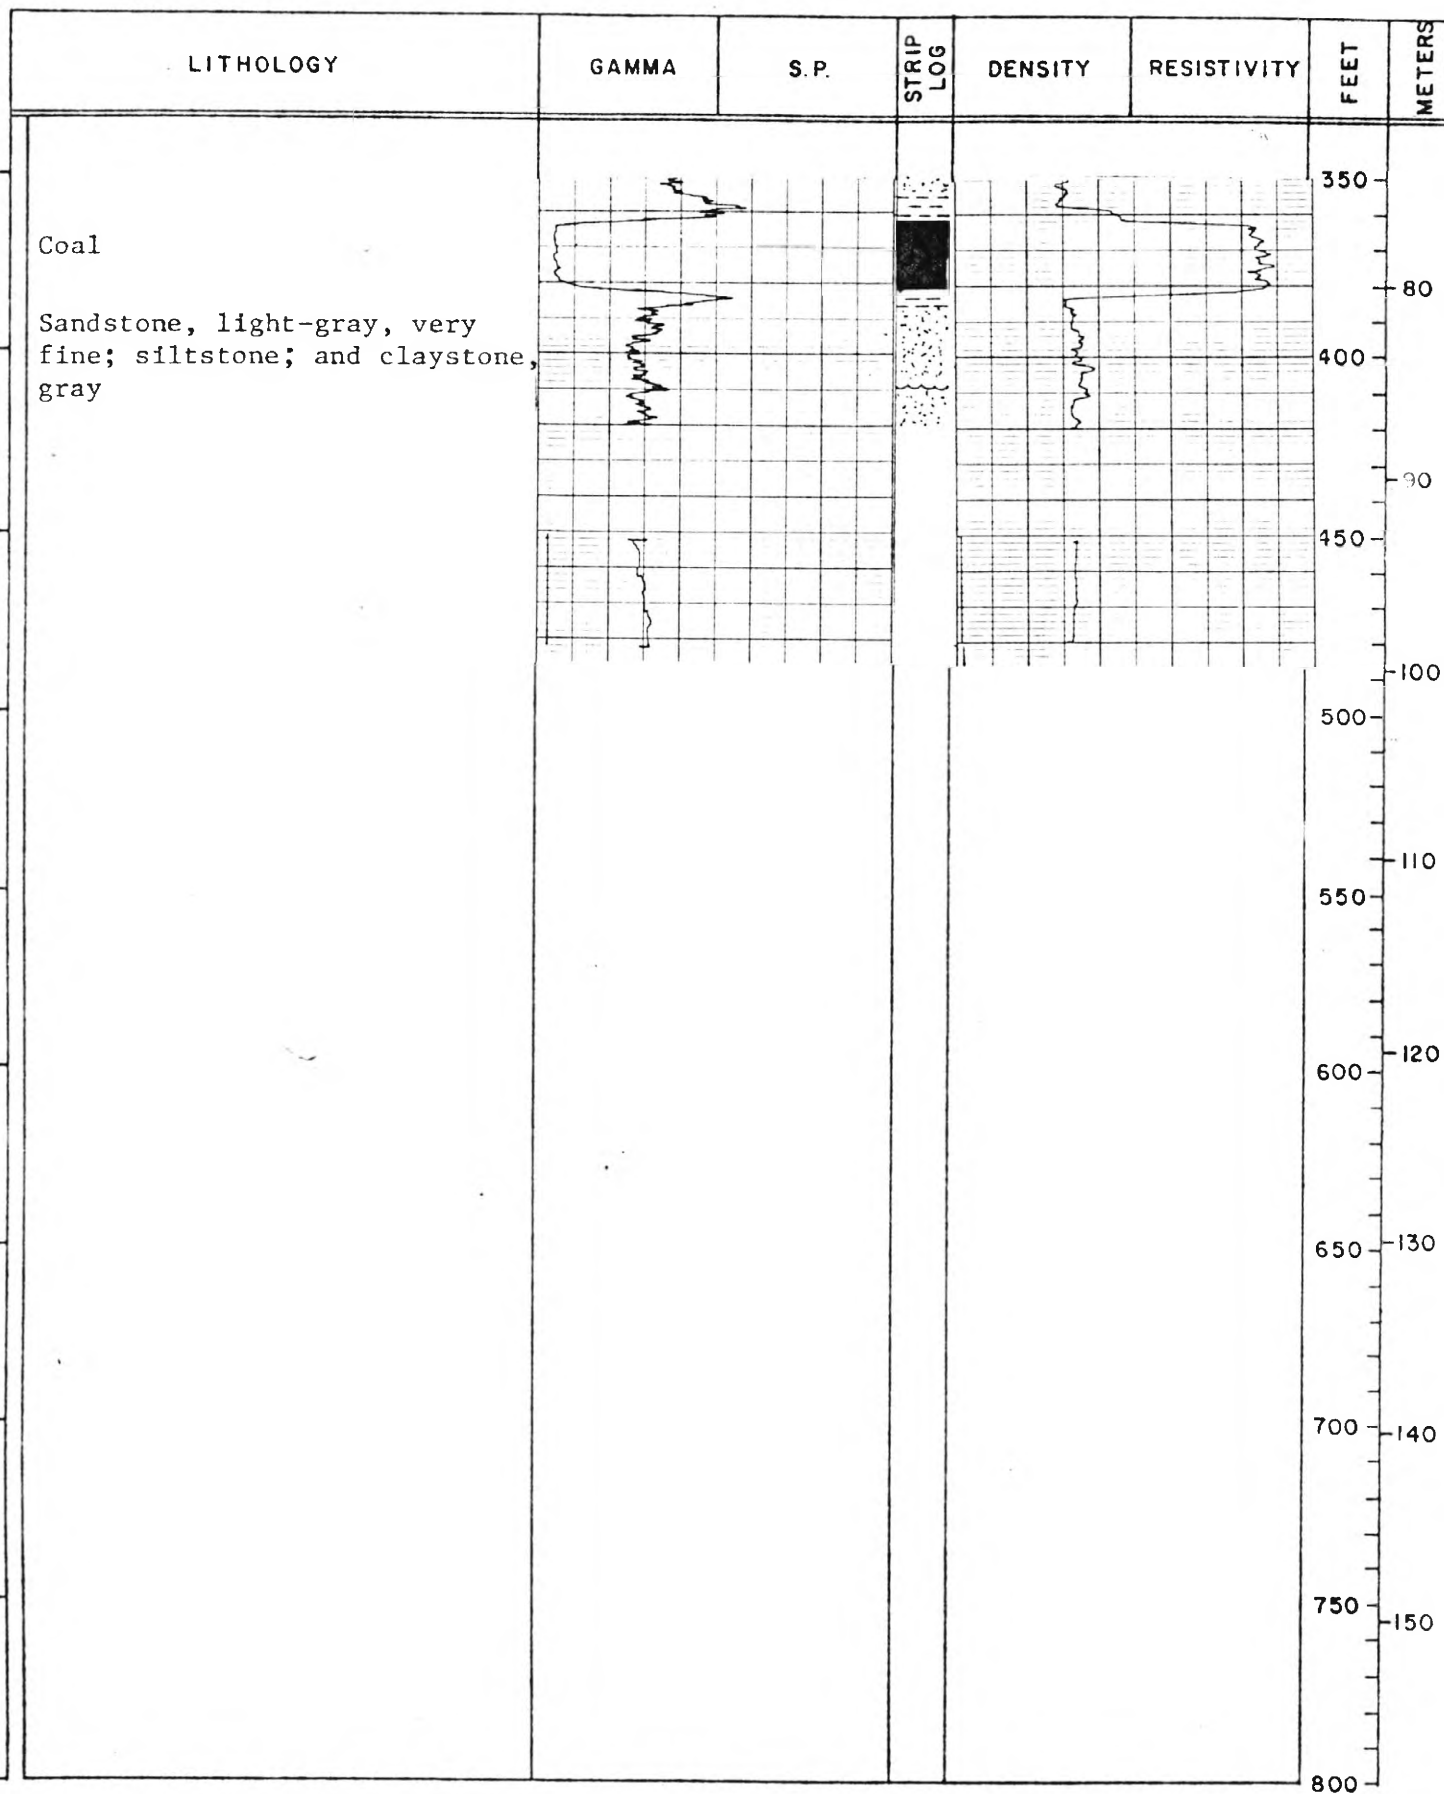 LITHOLOGY
GAMMA
S.P.
STRIP
LOG
DENSITY
RESISTIVITY
FEET
METERS
Coal
Sandstone, light-gray, very
fine; siltstone; and claystone,
gray
350
80
400
90
450
100
500
110
550
120
600
650
130
700
140
750
150
800